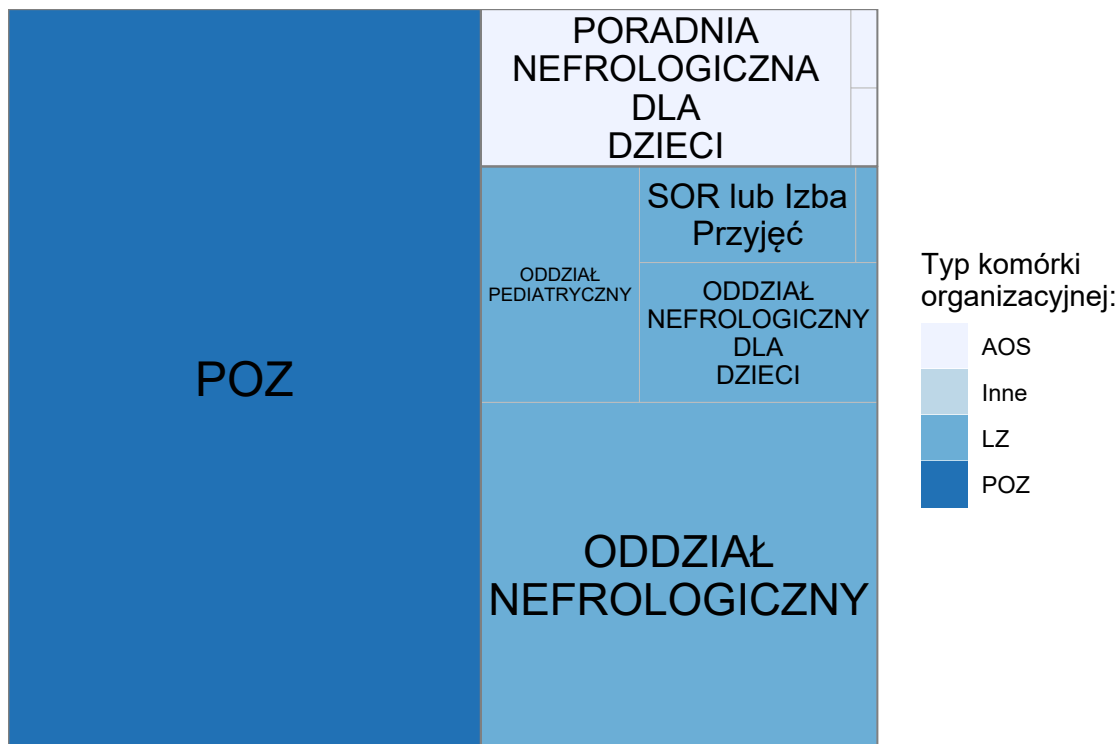 POZ
PORADNIA
NEFROLOGICZNA
DLA
DZIECI
ODDZIAŁ
PEDIATRYCZNY
SOR lub Izba
Przyjęć
ODDZIAŁ
NEFROLOGICZNY
DLA
DZIECI
ODDZIAŁ
NEFROLOGICZNY
Typ komórki
organizacyjnej:
AOS
Inne
LZ
POZ